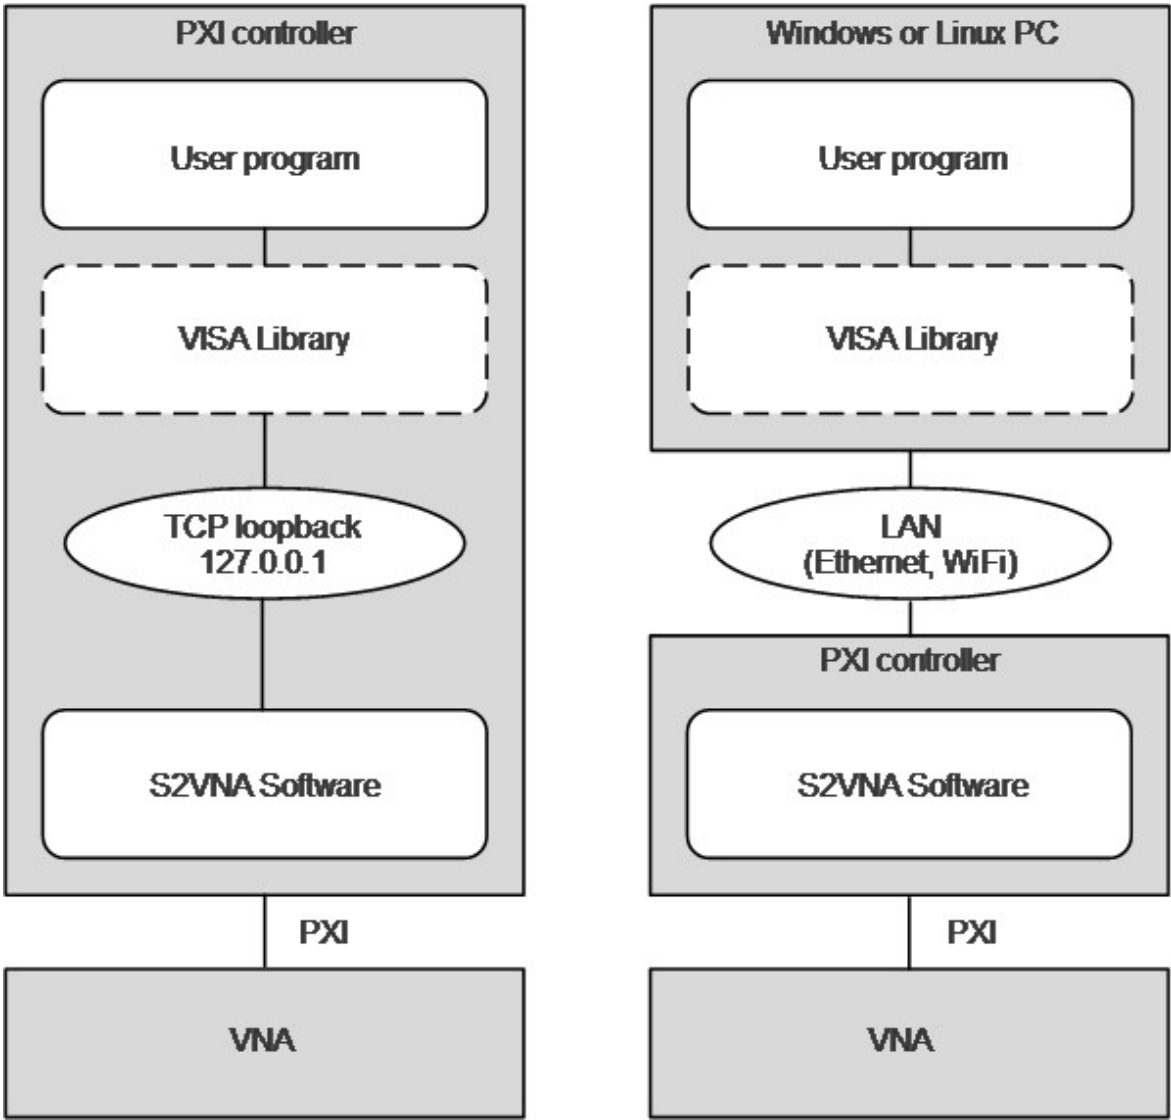 PXI controller
User program
VISA Library
TCP loopback
127.0.0.1
S2VNA Software
PXI
VNA
Windows or Linux PC
User program
VISA Library
LAN
(Ethernet, WiFi)
PXI controller
S2VNA Software
PXI
VNA